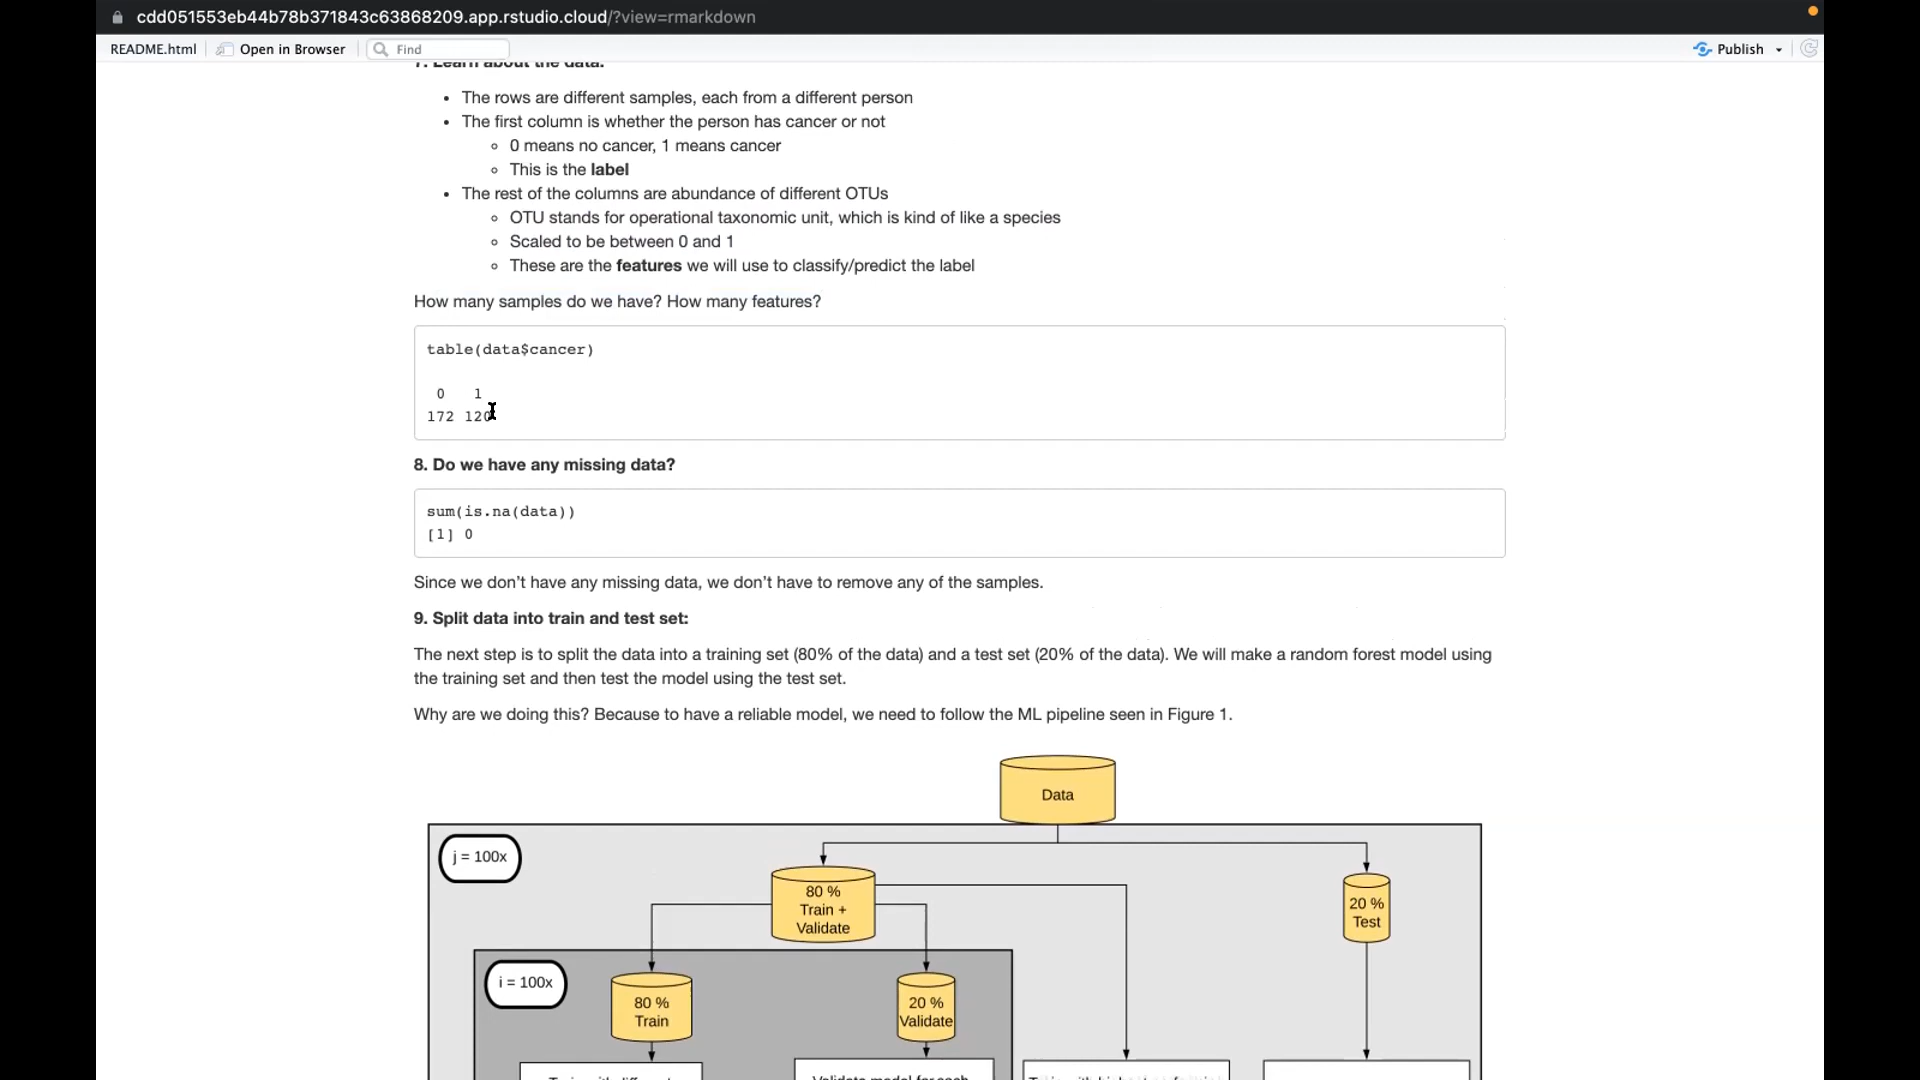 cdd051553eb44b78b371843c63868209.app.rstudio.cloud/?view=rmarkdown
README.html
Open in Browser
Find
Publish
7. Learn about the data:
The rows are different samples, each from a different person
The first column is whether the person has cancer or not
0 means no cancer, 1 means cancer
This is the label
The rest of the columns are abundance of different OTUs
OTU stands for operational taxonomic unit, which is kind of like a species
Scaled to be between 0 and 1
These are the features we will use to classify/predict the label
How many samples do we have? How many features?
table(data$cancer)
0 1
172 120
8. Do we have any missing data?
sum(is.na(data))
[1] 0
Since we don't have any missing data, we don't have to remove any of the samples.
9. Split data into train and test set:
The next step is to split the data into a training set (80% of the data) and a test set (20% of the data). We will make a random forest model using
the training set and then test the model using the test set.
Why are we doing this? Because to have a reliable model, we need to follow the ML pipeline seen in Figure 1.
Data
j = 100x
80 %
Train +
Validate
20 %
Test
i = 100x
80 %
Train
20 %
Validate
Validate model for each